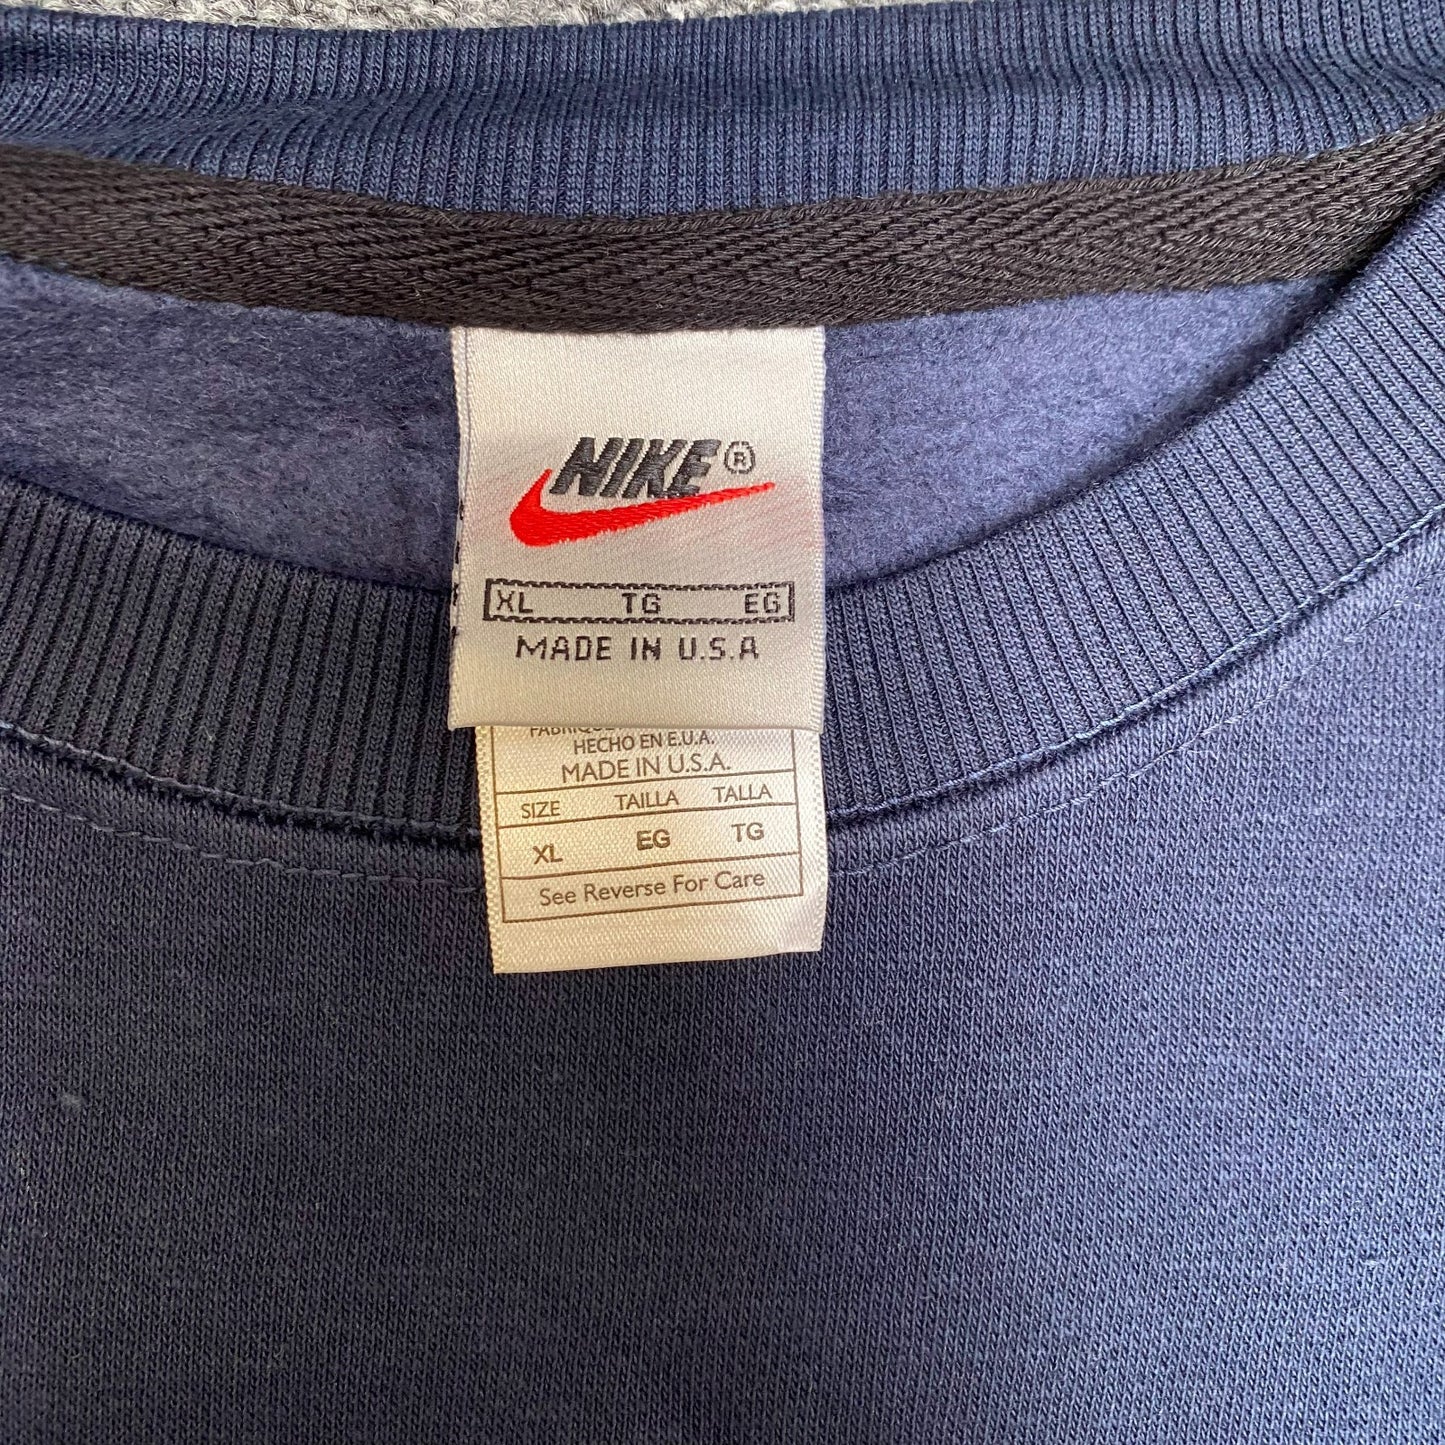 NIKE®
XL TG EG
MADE IN U.S.A
HECHO EN E.U.A.
MADE IN U.S.A.
SIZE TAILLA TALLA
XL EG TG
See Reverse For Care